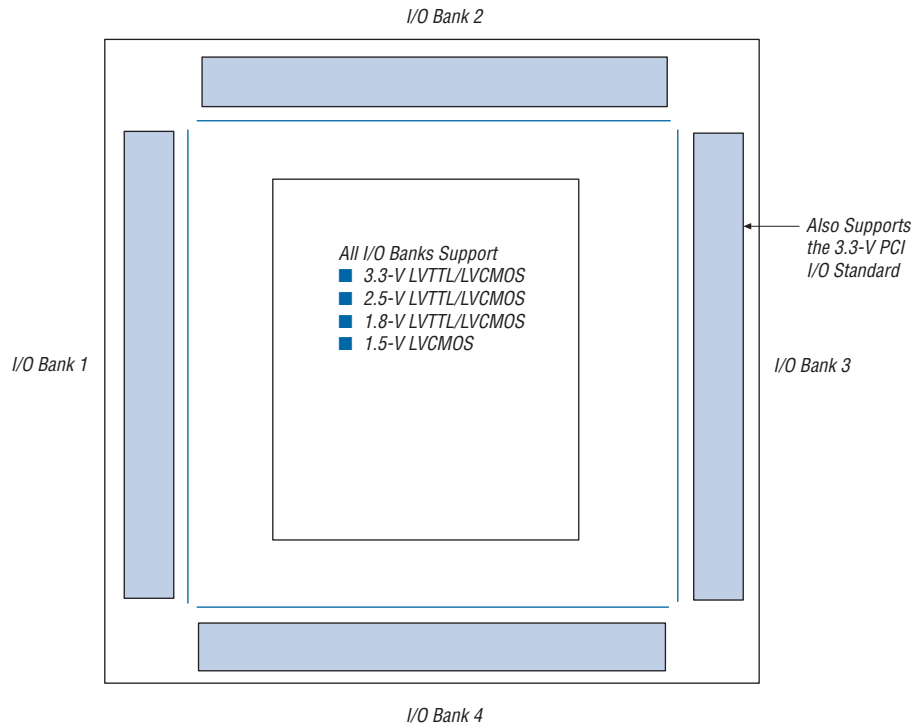 I/O Bank 2
Also Supports
the 3.3-V PCI
I/O Standard
All I/O Banks Support
■ 3.3-V LVTTL/LVCMOS
■ 2.5-V LVTTL/LVCMOS
■ 1.8-V LVTTL/LVCMOS
■ 1.5-V LVCMOS
I/O Bank 1
I/O Bank 3
I/O Bank 4